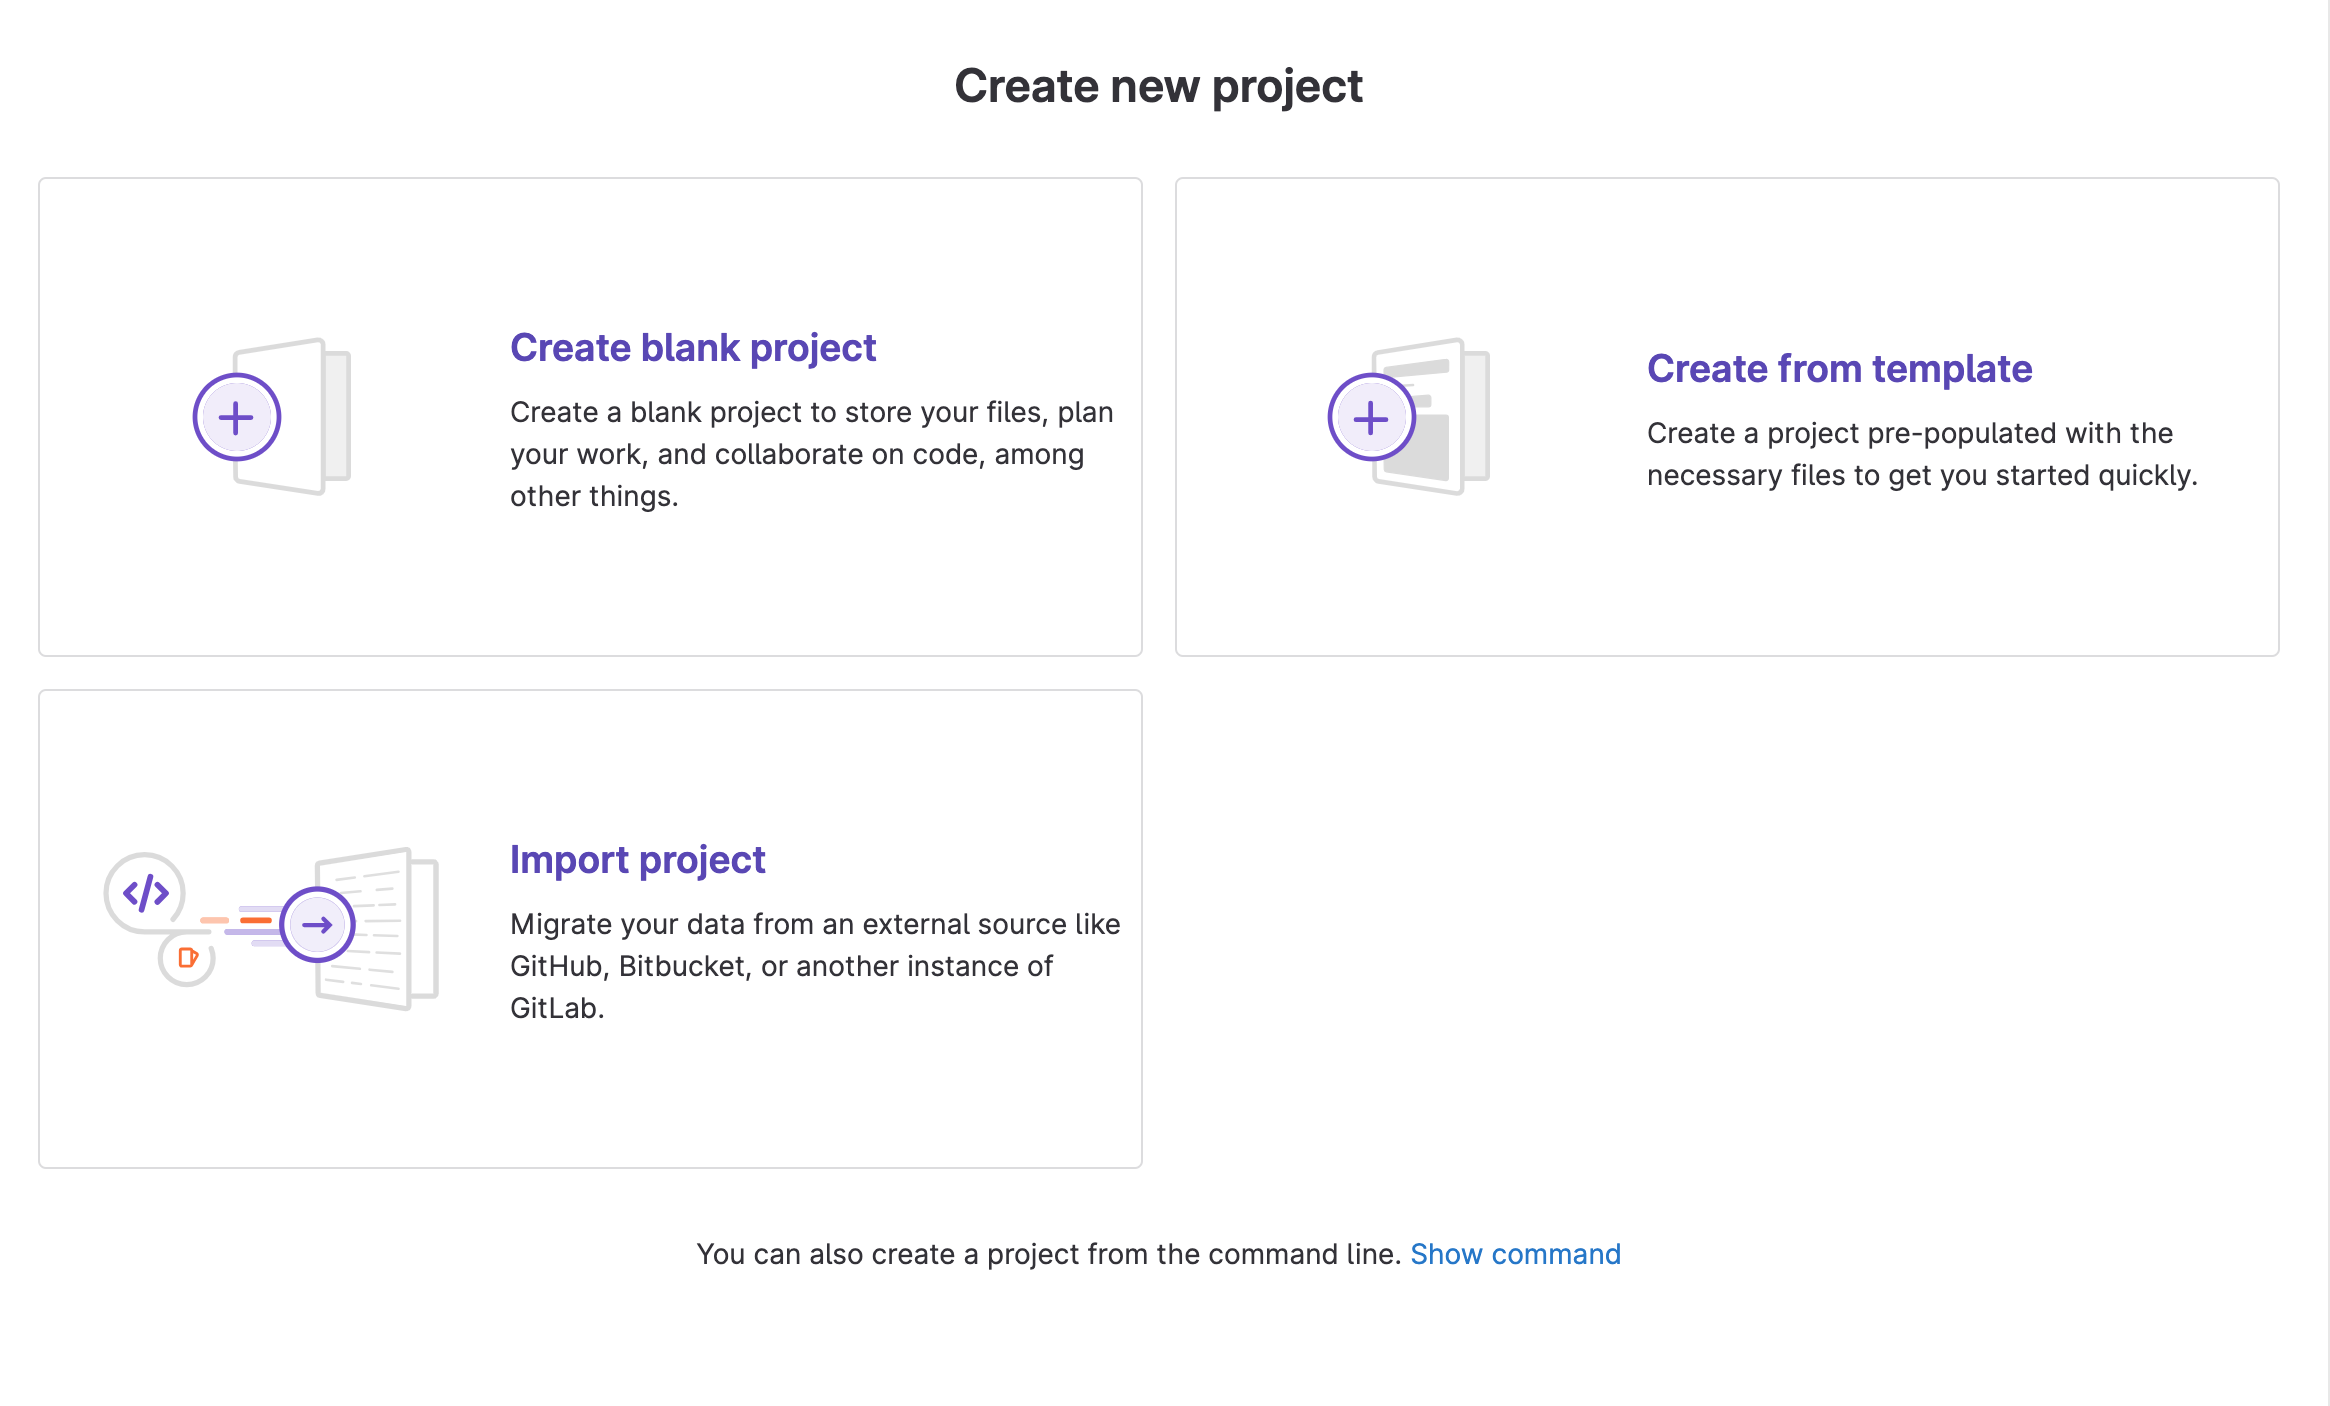 Create new project
Create blank project
Create a blank project to store your files, plan
your work, and collaborate on code, among
other things.
Create from template
Create a project pre-populated with the
necessary files to get you started quickly.
Import project
Migrate your data from an external source like
GitHub, Bitbucket, or another instance of
GitLab.
You can also create a project from the command line. Show command